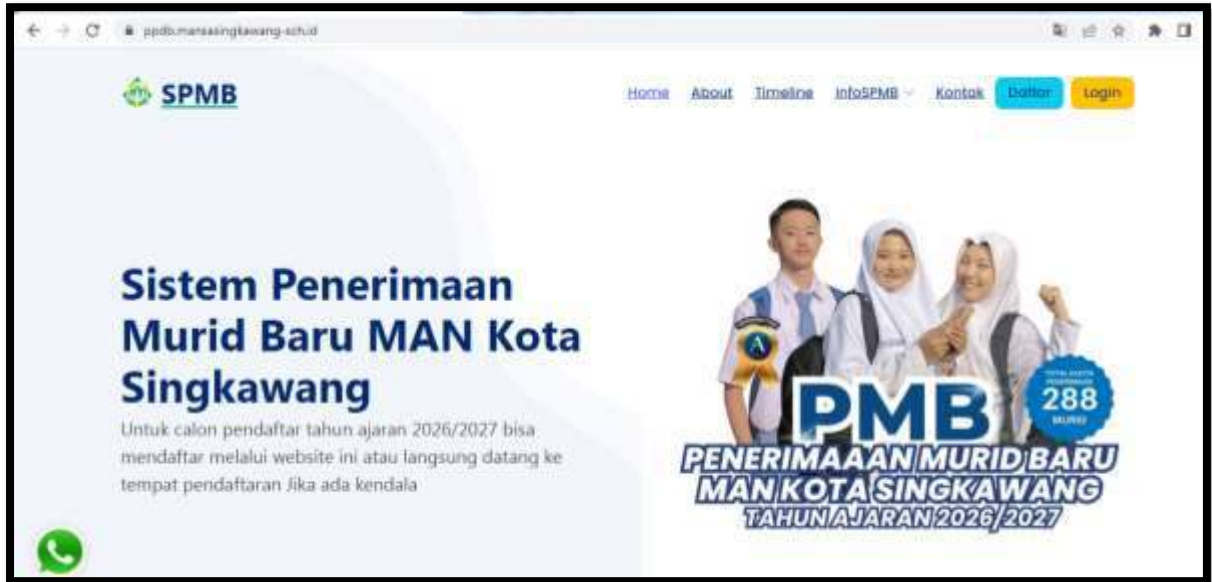 ppdb.mansasingkawang-sch.id
SPMB
Home About Timeline InfoSPMB Kontak Daftar Login
Sistem Penerimaan
Murid Baru MAN Kota
Singkawang
Untuk calon pendaftar tahun ajaran 2026/2027 bisa
mendaftar melalui website ini atau langsung datang ke
tempat pendaftaran Jika ada kendala
A
PMB
288
MURID
PENERIMAAAN MURID BARU
MAN KOTA SINGKAWANG
TAHUN AJARAN 2026/2027